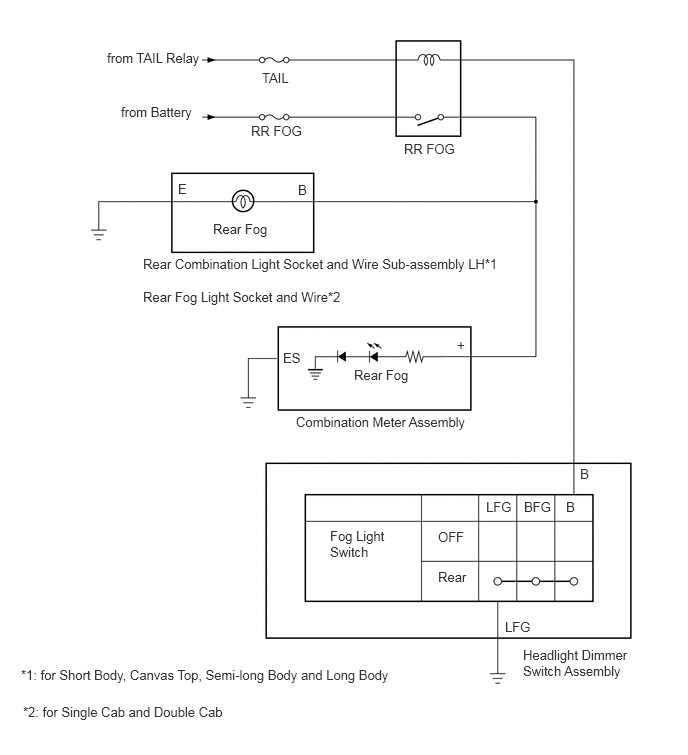 from TAIL Relay
TAIL
from Battery
RR FOG
RR FOG
E
B
Rear Fog
Rear Combination Light Socket and Wire Sub-assembly LH*1
Rear Fog Light Socket and Wire*2
ES
+
Rear Fog
Combination Meter Assembly
B
LFG BFG B
Fog Light
Switch
OFF
Rear
LFG
Headlight Dimmer
Switch Assembly
*1: for Short Body, Canvas Top, Semi-long Body and Long Body
*2: for Single Cab and Double Cab